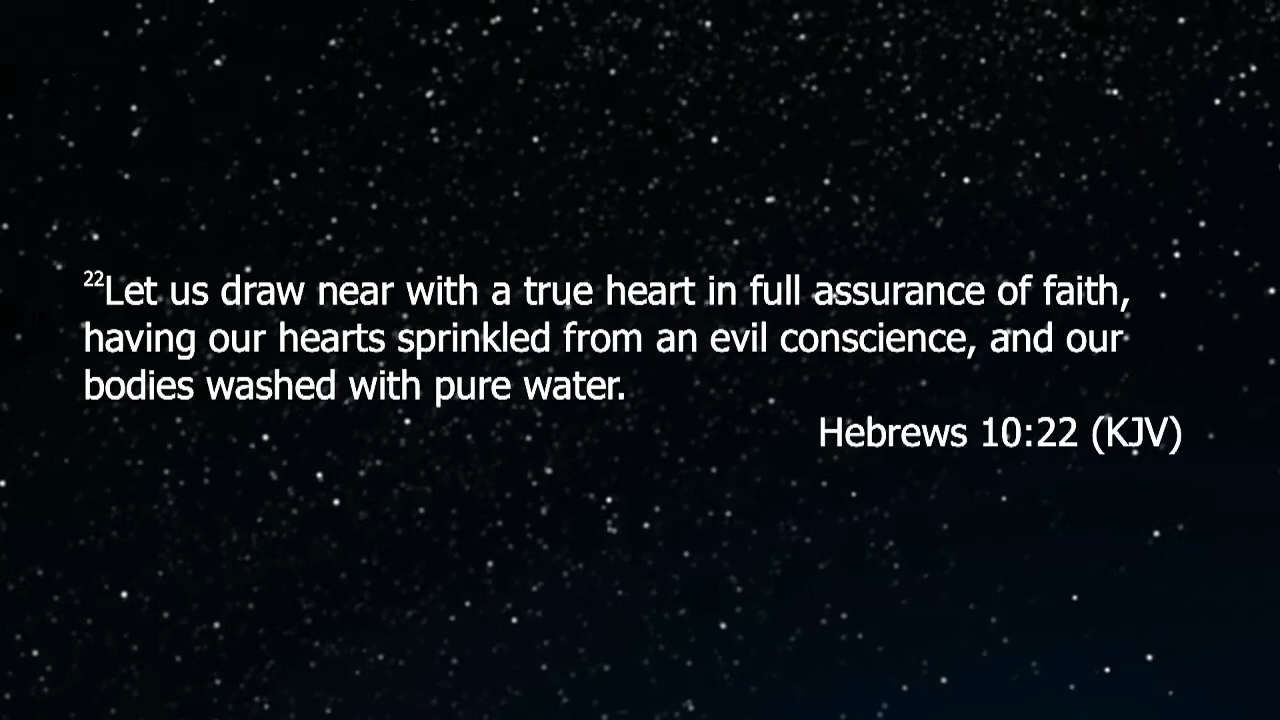 22Let us draw near with a true heart in full assurance of faith,
having our hearts sprinkled from an evil conscience, and our
bodies washed with pure water.
Hebrews 10:22 (KJV)